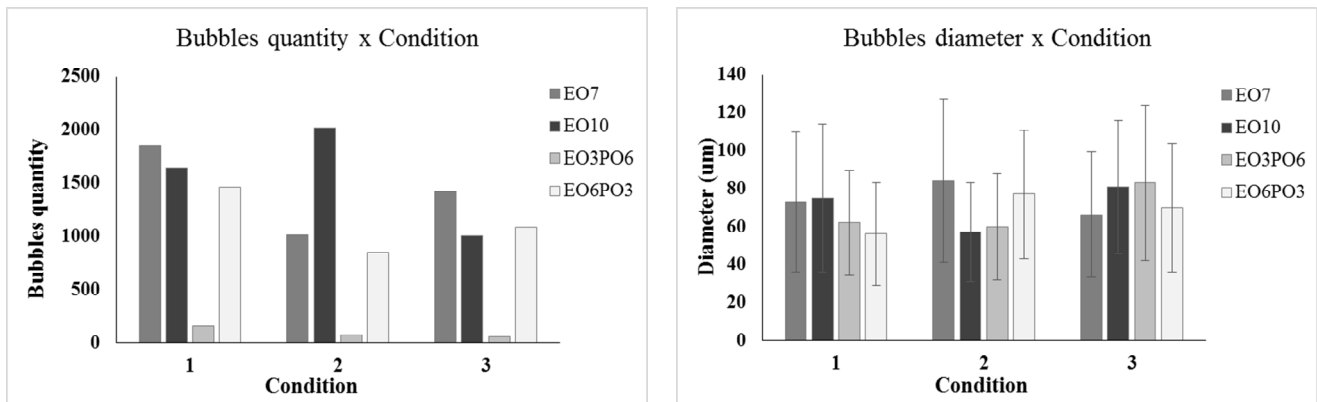 Bubbles quantity x Condition
2500
2000
1500
1000
500
0
Bubbles quantity
1
2
3
Condition
EO7
EO10
EO3PO6
EO6PO3
Bubbles diameter x Condition
140
120
100
80
60
40
20
0
Diameter (um)
1
2
3
Condition
EO7
EO10
EO3PO6
EO6PO3